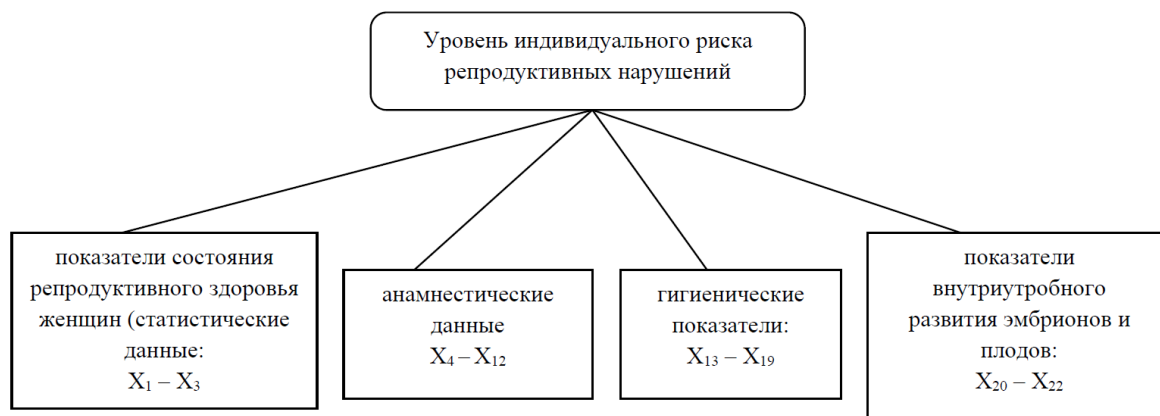 Уровень индивидуального риска
репродуктивных нарушений
показатели состояния
репродуктивного здоровья
женщин (статистические
данные:
X₁ – X₃
анамнестические
данные
X₄ – X₁₂
гигиенические
показатели:
X₁₃ – X₁₉
показатели
внутриутробного
развития эмбрионов и
плодов:
X₂₀ – X₂₂